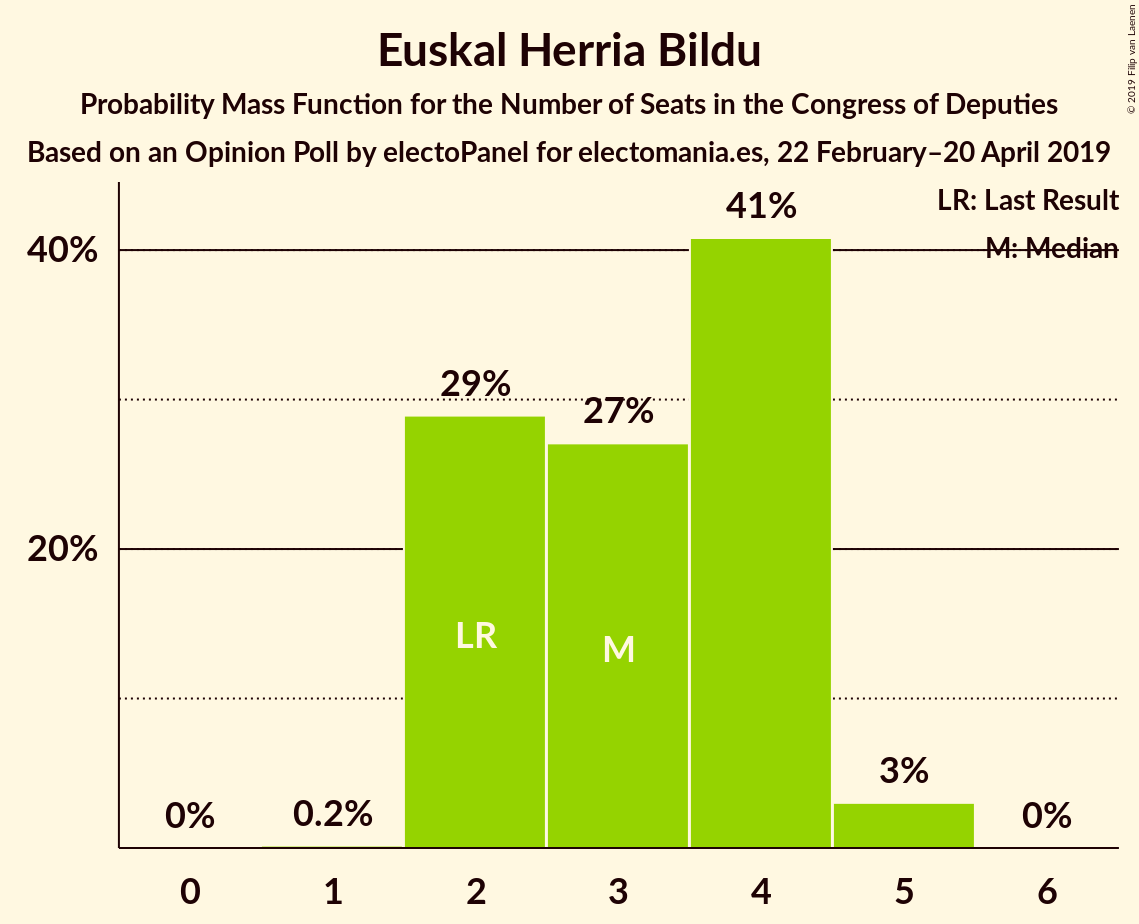 Euskal Herria Bildu
Probability Mass Function for the Number of Seats in the Congress of Deputies
Based on an Opinion Poll by electoPanel for electomania.es, 22 February–20 April 2019
© 2019 Filip van Laenen
LR: Last Result
M: Median
41%
40%
29%
27%
20%
LR
M
3%
0%
0.2%
0%
0
1
2
3
4
5
6